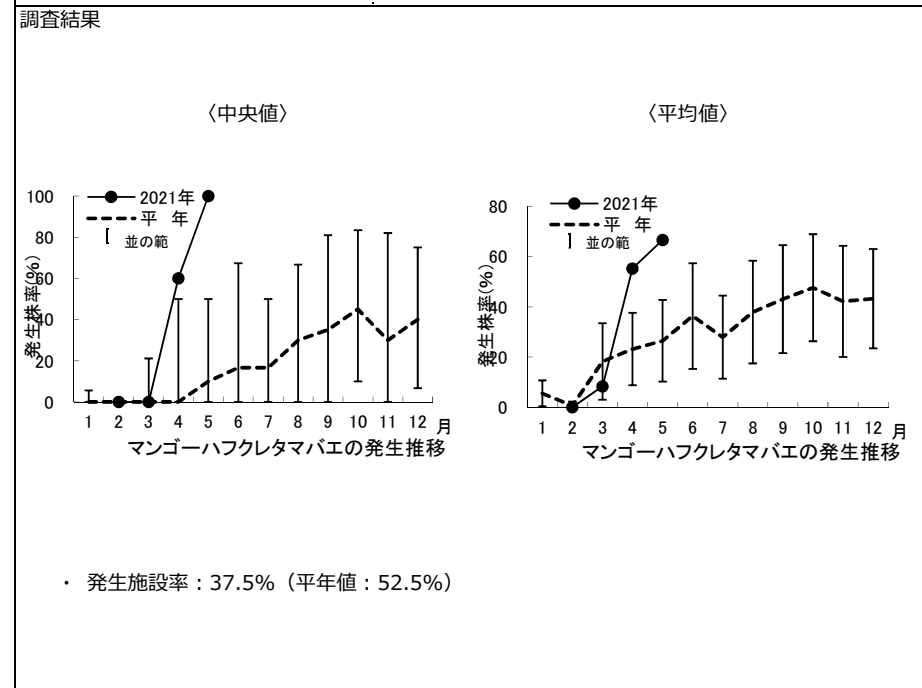 調査結果
〈中央値〉
〈平均値〉
発生株率(%)
100
80
60
40
20
0
2021年
平 年
並の範
1 2 3 4 5 6 7 8 9 10 11 12 月
マンゴーハフクレタマバエの発生推移
発生株率(%)
80
60
40
20
0
2021年
平 年
並の範
1 2 3 4 5 6 7 8 9 10 11 12 月
マンゴーハフクレタマバエの発生推移
・ 発生施設率：37.5%（平年値：52.5%）